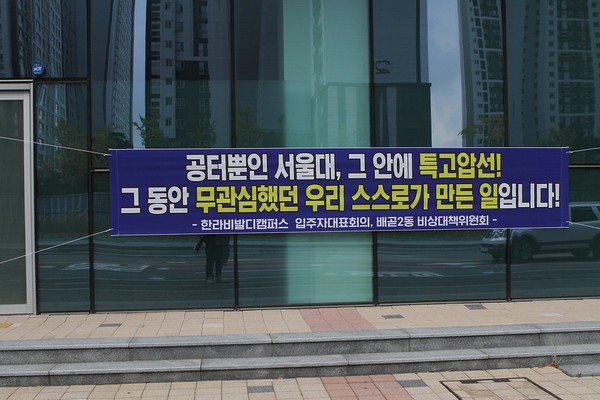 공터뿐인 서울대, 그 안에 특고압선!
그 동안 무관심했던 우리 스스로가 만든 일입니다!
- 한라비발디캠퍼스 입주자대표회의, 배곧2동 비상대책위원회 -